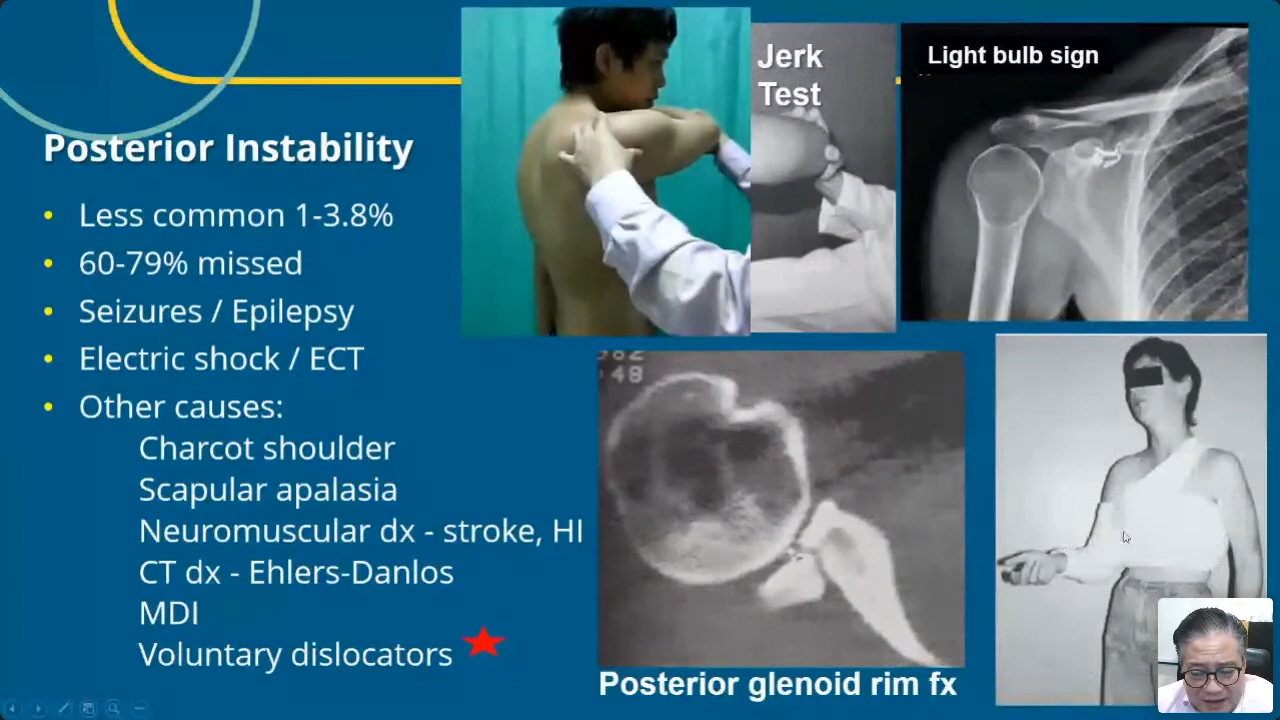 Posterior Instability
• Less common 1-3.8%
• 60-79% missed
• Seizures / Epilepsy
• Electric shock / ECT
• Other causes:
Charcot shoulder
Scapular apalasia
Neuromuscular dx - stroke, HI
CT dx - Ehlers-Danlos
MDI
Voluntary dislocators
Jerk
Test
Light bulb sign
:48
Posterior glenoid rim fx